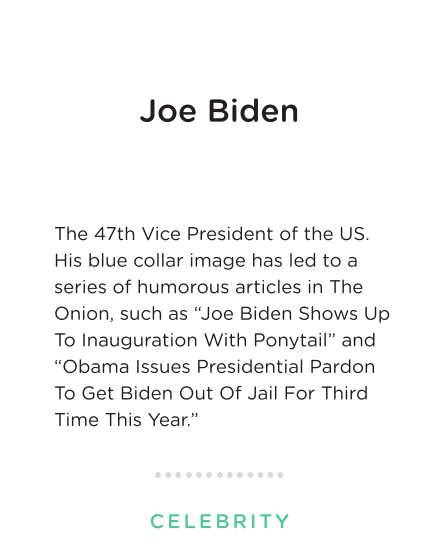 Joe Biden
The 47th Vice President of the US.
His blue collar image has led to a
series of humorous articles in The
Onion, such as “Joe Biden Shows Up
To Inauguration With Ponytail” and
“Obama Issues Presidential Pardon
To Get Biden Out Of Jail For Third
Time This Year.”
CELEBRITY